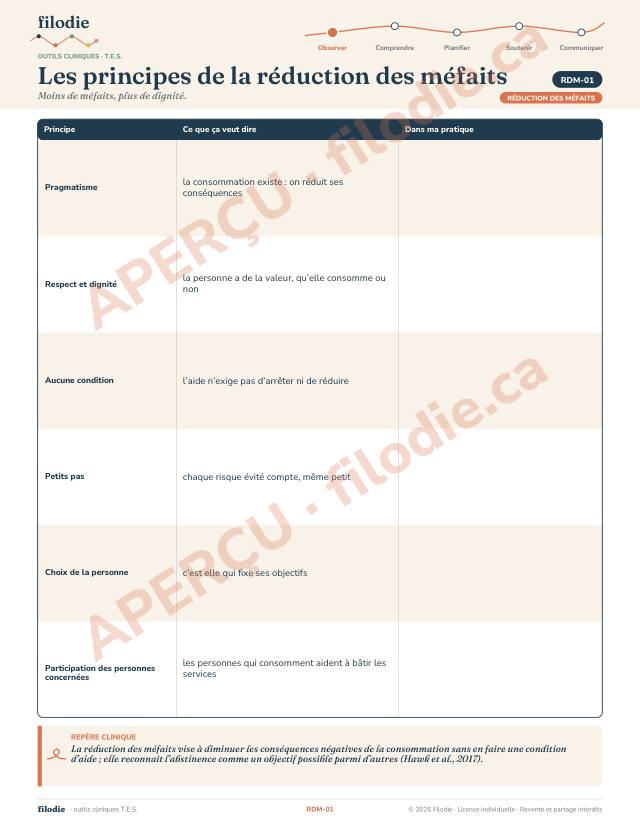 filodie
OUTILS CLINIQUES · T.E.S.
Observer Comprendre Planifier Soutenir Communiquer
Les principes de la réduction des méfaits
RDM-01
Moins de méfaits, plus de dignité.
RÉDUCTION DES MÉFAITS
Principe Ce que ça veut dire Dans ma pratique
Pragmatisme
la consommation existe : on réduit ses
conséquences
Respect et dignité
la personne a de la valeur, qu’elle consomme ou
non
Aucune condition
l’aide n’exige pas d’arrêter ni de réduire
Petits pas
chaque risque évité compte, même petit
Choix de la personne
c’est elle qui fixe ses objectifs
Participation des personnes
concernées
les personnes qui consomment aident à bâtir les
services
APERÇU · filodie.ca
APERÇU · filodie.ca
REPÈRE CLINIQUE
La réduction des méfaits vise à diminuer les conséquences négatives de la consommation sans en faire une condition
d’aide ; elle reconnaît l’abstinence comme un objectif possible parmi d’autres (Hawk et al., 2017).
filodie · outils cliniques T.E.S.
RDM-01
© 2026 Filodie · Licence individuelle · Revente et partage interdits